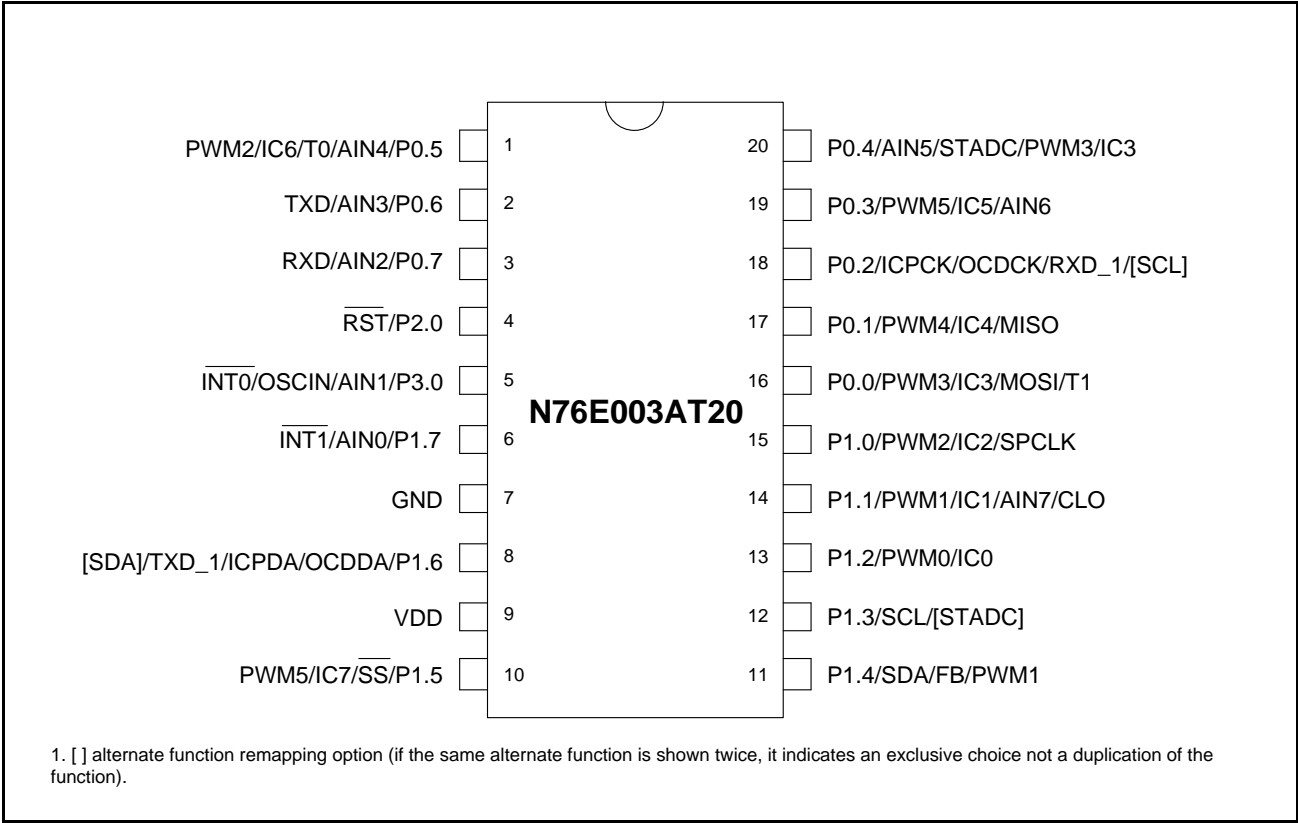 PWM2/IC6/T0/AIN4/P0.5 1 20 P0.4/AIN5/STADC/PWM3/IC3
TXD/AIN3/P0.6 2 19 P0.3/PWM5/IC5/AIN6
RXD/AIN2/P0.7 3 18 P0.2/ICPCK/OCDCK/RXD_1/[SCL]
RST/P2.0 4 17 P0.1/PWM4/IC4/MISO
INT0/OSCIN/AIN1/P3.0 5 16 P0.0/PWM3/IC3/MOSI/T1
N76E003AT20
INT1/AIN0/P1.7 6 15 P1.0/PWM2/IC2/SPCLK
GND 7 14 P1.1/PWM1/IC1/AIN7/CLO
[SDA]/TXD_1/ICPDA/OCDDA/P1.6 8 13 P1.2/PWM0/IC0
VDD 9 12 P1.3/SCL/[STADC]
PWM5/IC7/SS/P1.5 10 11 P1.4/SDA/FB/PWM1
1. [ ] alternate function remapping option (if the same alternate function is shown twice, it indicates an exclusive choice not a duplication of the
function).